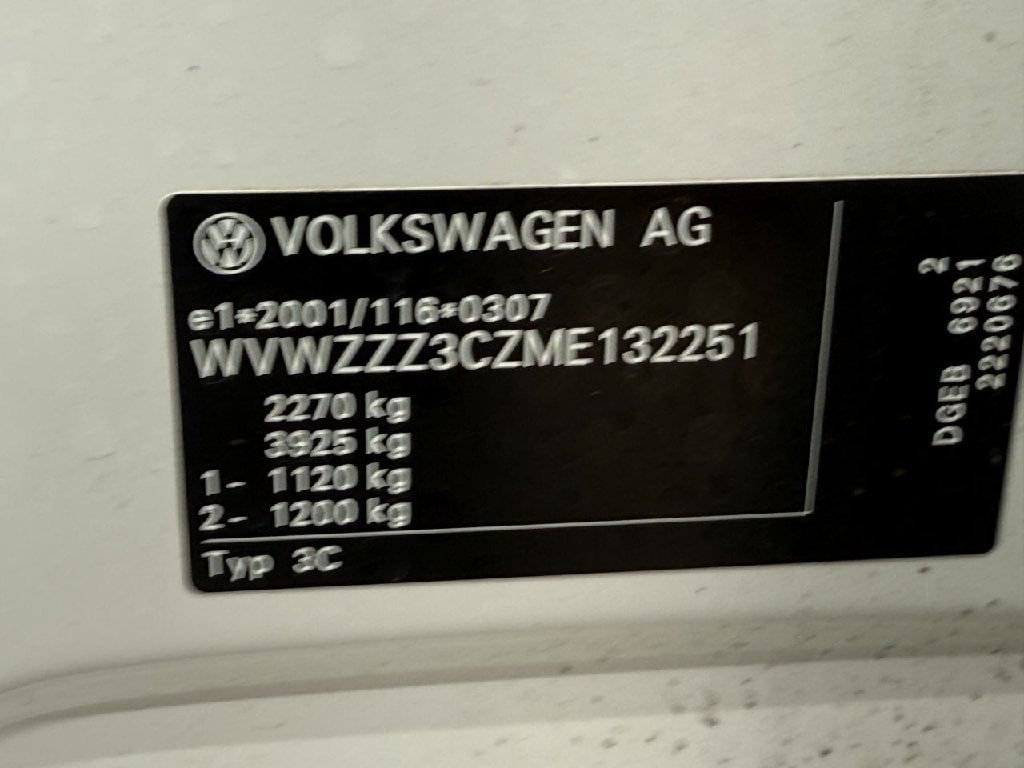 VOLKSWAGEN AG
e1*2001/116*0307
WVWZZZ3CZME132251
2270 kg
3925 kg
1- 1120 kg
2- 1200 kg
Typ 3C
2
DGEB 6921
2220676